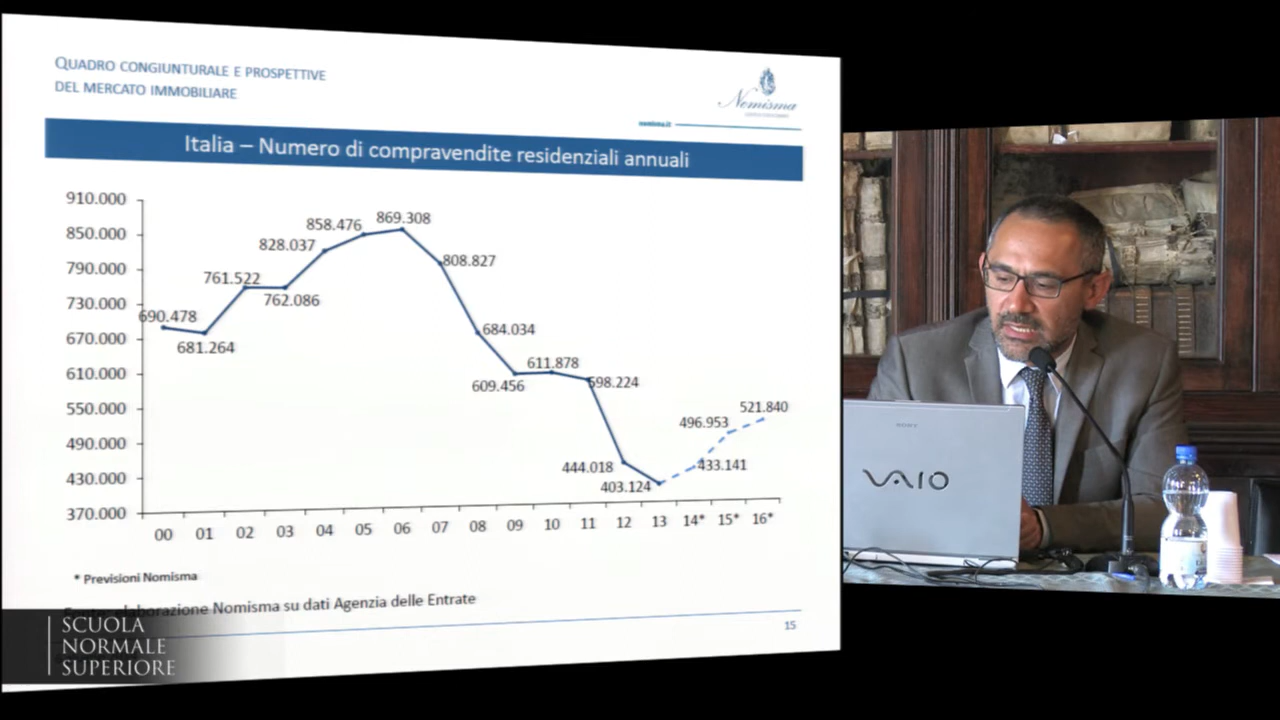 QUADRO CONGIUNTURALE E PROSPETTIVE
DEL MERCATO IMMOBILIARE
Nomisma
nomisma.it
Italia – Numero di compravendite residenziali annuali
910.000
850.000
790.000
730.000
670.000
610.000
550.000
490.000
430.000
370.000
690.478
681.264
761.522
762.086
828.037
858.476
869.308
808.827
684.034
609.456
611.878
598.224
444.018
403.124
433.141
496.953
521.840
00 01 02 03 04 05 06 07 08 09 10 11 12 13 14* 15* 16*
* Previsioni Nomisma
elaborazione Nomisma su dati Agenzia delle Entrate
15
SCUOLA
NORMALE
SUPERIORE
SONY
VAIO